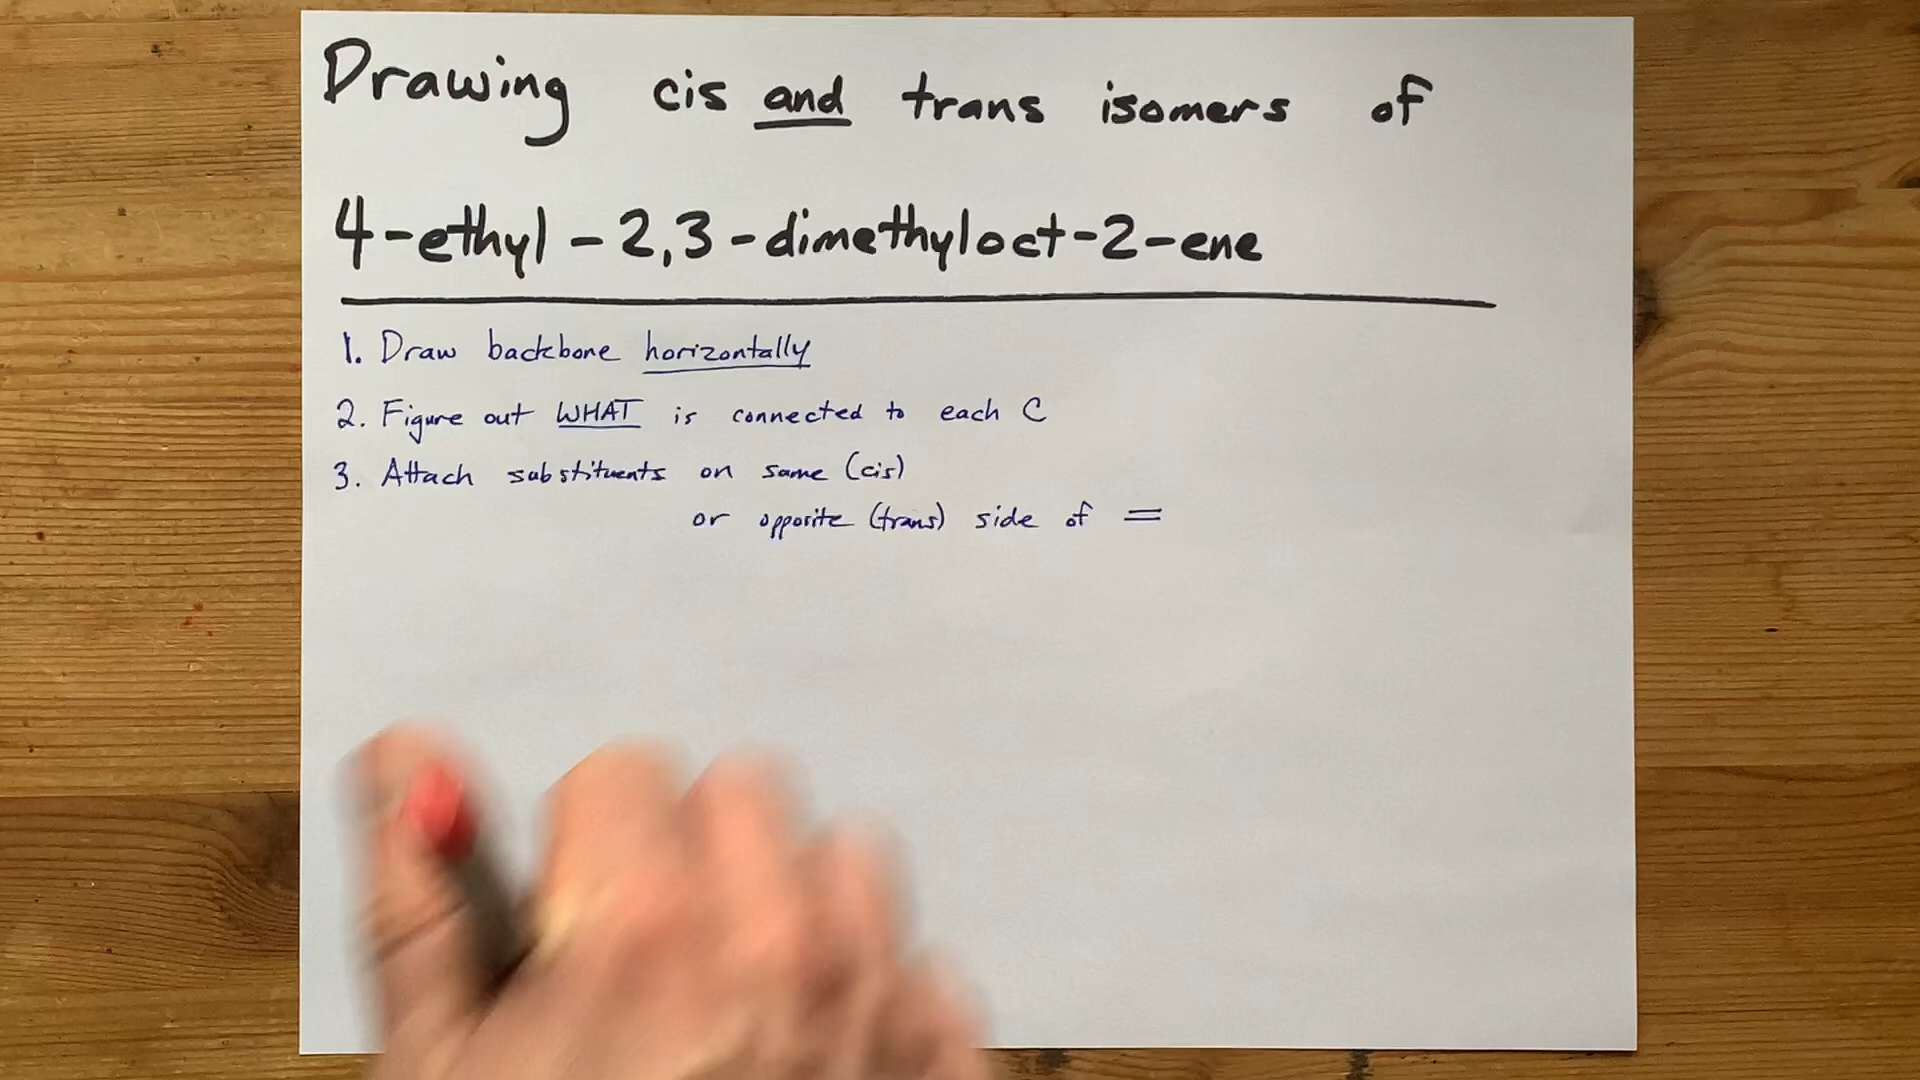 Drawing cis and trans isomers of
4-ethyl-2,3-dimethyloct-2-ene
1. Draw backbone horizontally
2. Figure out WHAT is connected to each C
3. Attach substituents on same (cis)
or opposite (trans) side of =